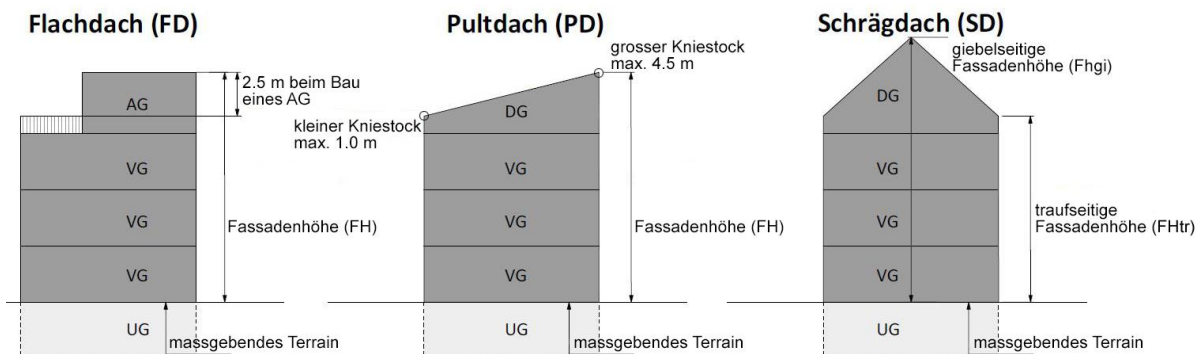 Flachdach (FD)
2.5 m beim Bau
eines AG
AG
VG
VG
VG
Fassadenhöhe (FH)
UG
massgebendes Terrain
Pultdach (PD)
grosser Kniestock
max. 4.5 m
kleiner Kniestock
max. 1.0 m
DG
VG
VG
VG
Fassadenhöhe (FH)
UG
massgebendes Terrain
Schrägdach (SD)
giebelseitige
Fassadenhöhe (Fhgi)
DG
VG
VG
VG
traufseitige
Fassadenhöhe (FHtr)
UG
massgebendes Terrain